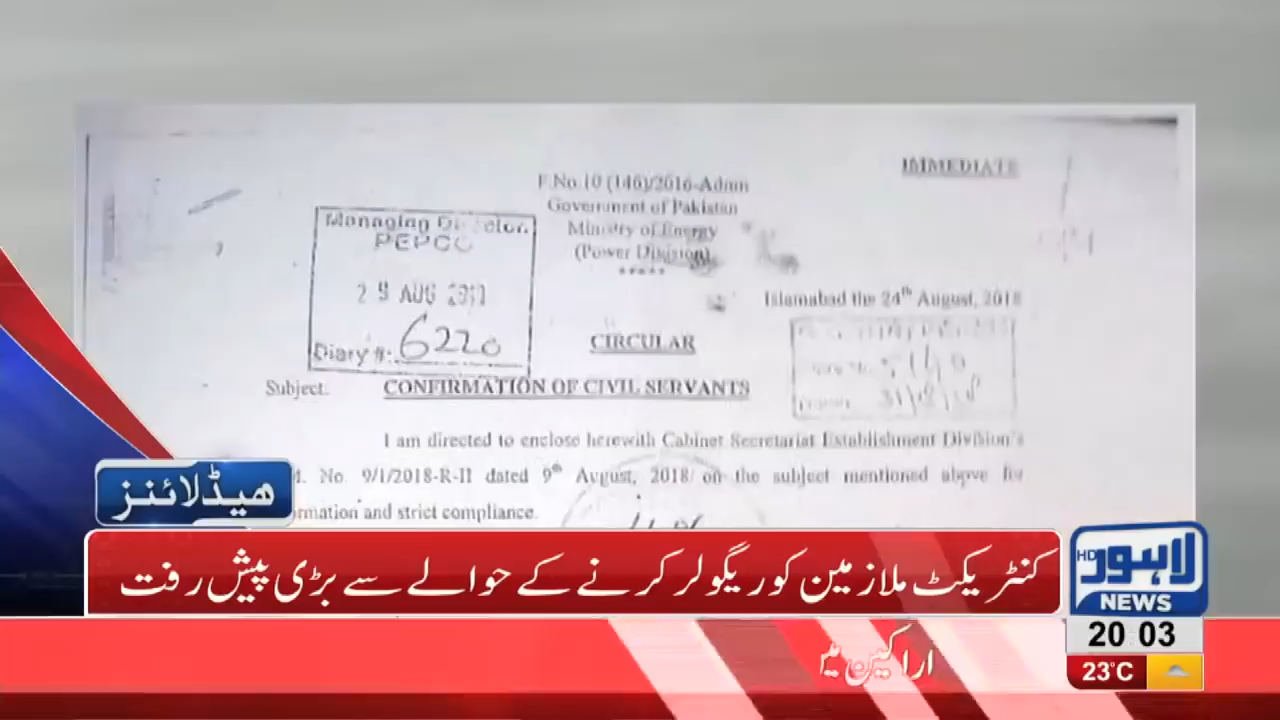 IMMEDIATE
F.No 10 (146)/2016-Admn
Government of Pakistan
Ministry of Energy
(Power Division)
*****
Managing Director
PEPCO
29 AUG
Diary #: 6220
Islamabad the 24th August, 2018
CIRCULAR
31/08/18
Subject: CONFIRMATION OF CIVIL SERVANTS
I am directed to enclose herewith Cabinet Secretariat Establishment Division's
No. 9/1/2018-R-II dated 9th August, 2018 on the subject mentioned above for
and strict compliance.
ھیڈلائنز
کنٹریکٹ ملازمین کو ریگولر کرنے کے حوالے سے بڑی پیش رفت
HD لاہور
NEWS
20 03
23°C
اراکین